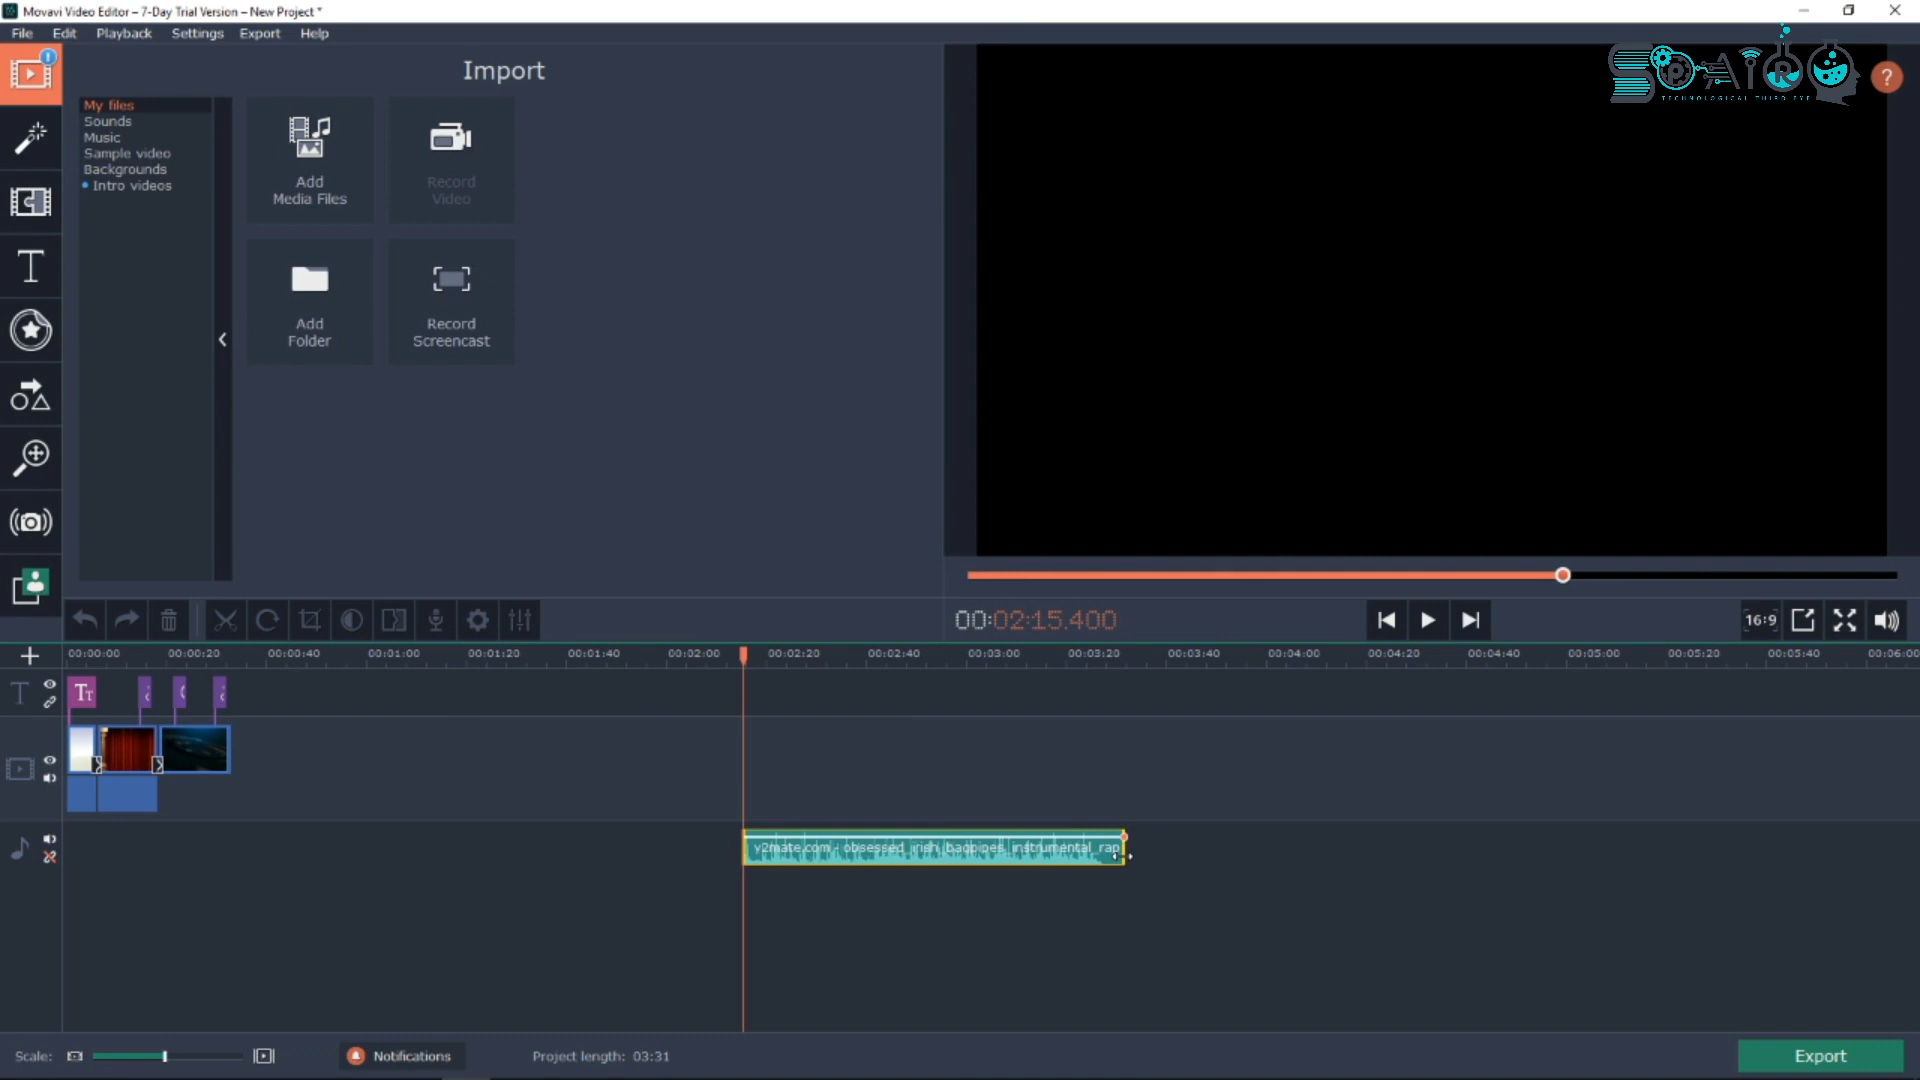 Movavi Video Editor – 7-Day Trial Version – New Project *
File Edit Playback Settings Export Help
Import
My files
Sounds
Music
Sample video
Backgrounds
Intro videos
Add
Media Files
Record
Video
Add
Folder
Record
Screencast
TECHNOLOGICAL THIRD EYE
?
00:02:15.400
16:9
00:00:00 00:00:20 00:00:40 00:01:00 00:01:20 00:01:40 00:02:00 00:02:20 00:02:40 00:03:00 00:03:20 00:03:40 00:04:00 00:04:20 00:04:40 00:05:00 00:05:20 00:05:40 00:06:00
y2mate.com - obsessed_irish_bagpipes_instrumental_rap
Scale:
Notifications
Project length: 03:31
Export